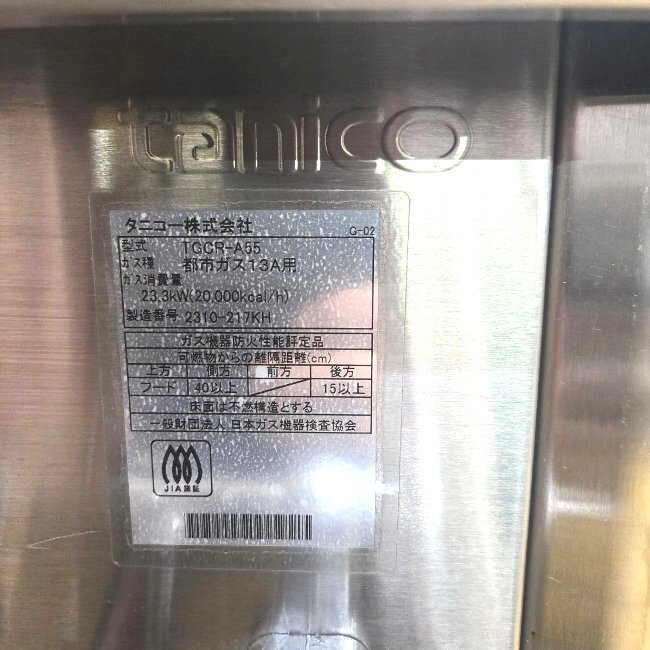 tanico
タニコー株式会社 G-02
型式 TGCR-A55
ガス種 都市ガス13A用
ガス消費量
23.3kW(20,000kcal/h)
製造番号 2310-217KH
ガス機器防火性能評定品
可燃物からの離隔距離(cm)
上方 側方 前方 後方
フード 40以上 15以上
床面は不燃構造とする
一般財団法人 日本ガス機器検査協会
JIA認証